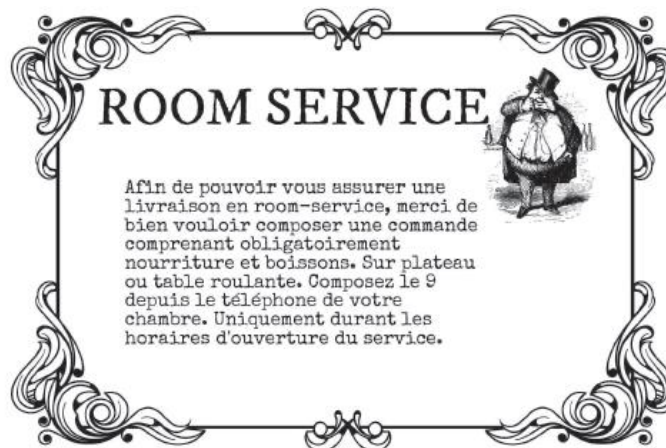 ROOM SERVICE
Afin de pouvoir vous assurer une
livraison en room-service, merci de
bien vouloir composer une commande
comprenant obligatoirement
nourriture et boissons. Sur plateau
ou table roulante. Composez le 9
depuis le téléphone de votre
chambre. Uniquement durant les
horaires d'ouverture du service.